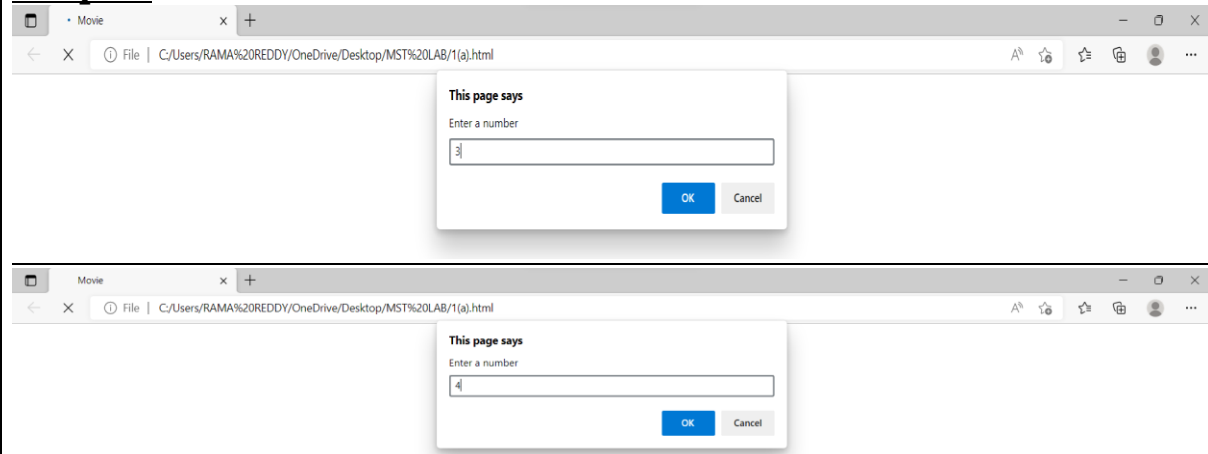 Movie
File | C:/Users/RAMA%20REDDY/OneDrive/Desktop/MST%20LAB/1(a).html
This page says
Enter a number
3
OK Cancel
Movie
File | C:/Users/RAMA%20REDDY/OneDrive/Desktop/MST%20LAB/1(a).html
This page says
Enter a number
4
OK Cancel